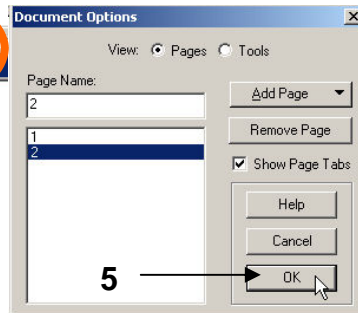 Document Options
View: Pages Tools
Page Name:
2
Add Page
1
2
Remove Page
Show Page Tabs
Help
Cancel
5
OK